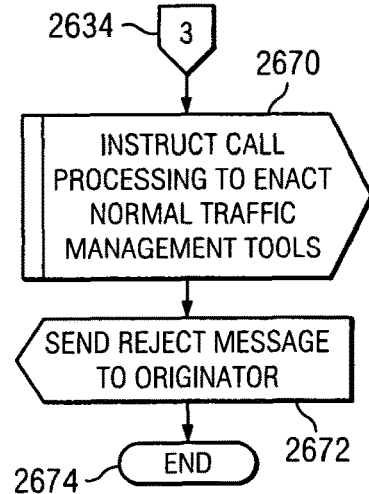 2634
3
2670
INSTRUCT CALL
PROCESSING TO ENACT
NORMAL TRAFFIC
MANAGEMENT TOOLS
SEND REJECT MESSAGE
TO ORIGINATOR
2672
2674
END